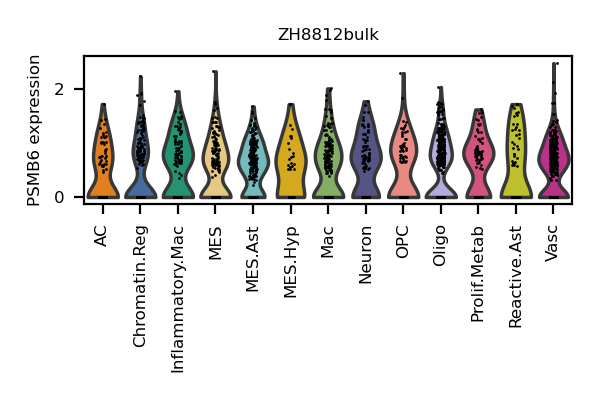 ZH8812bulk
PSMB6 expression
2
0
AC
Chromatin.Reg
Inflammatory.Mac
MES
MES.Ast
MES.Hyp
Mac
Neuron
OPC
Oligo
Prolif.Metab
Reactive.Ast
Vasc